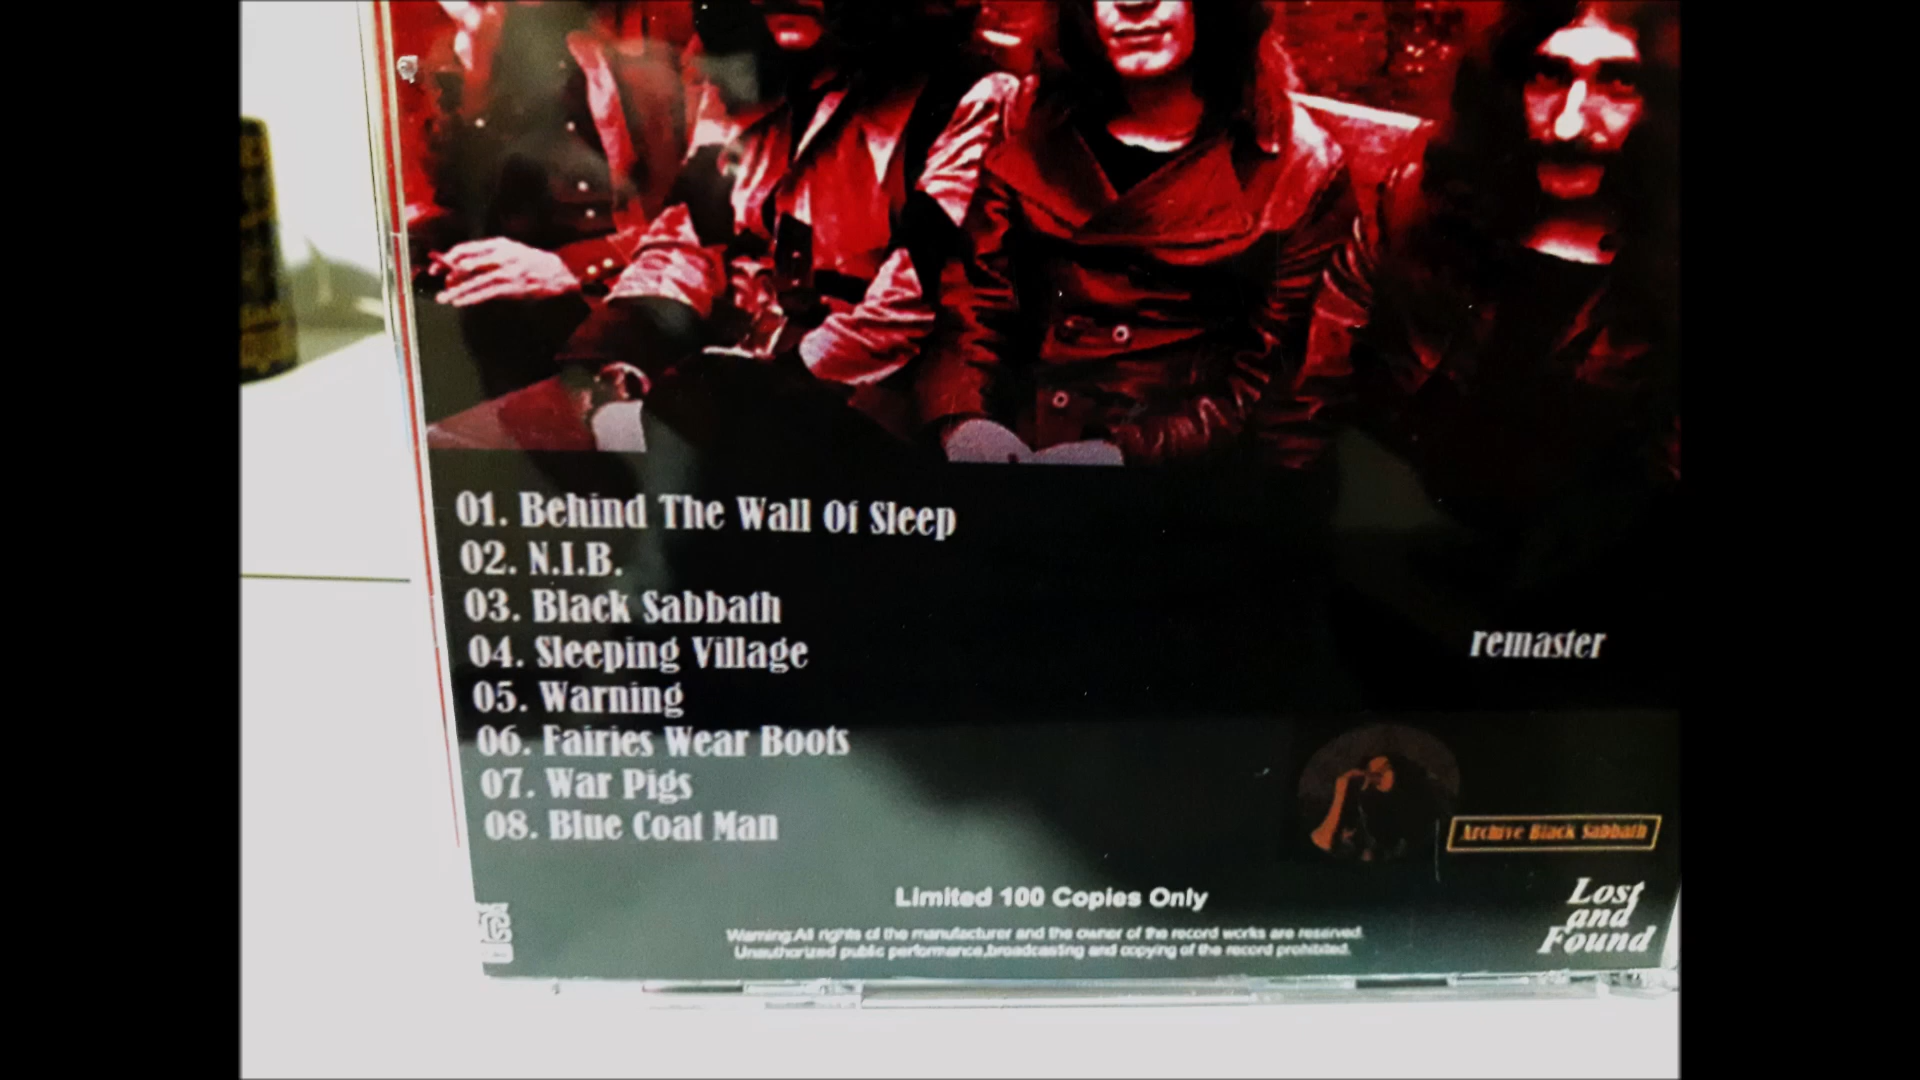 01. Behind The Wall Of Sleep
02. N.I.B.
03. Black Sabbath
04. Sleeping Village
05. Warning
06. Fairies Wear Boots
07. War Pigs
08. Blue Coat Man
remaster
Archive Black Sabbath
Lost
and
Found
Limited 100 Copies Only
Warning:All rights of the manufacturer and the owner of the record works are reserved.
Unauthorized public performance,broadcasting and copying of the record prohibited.